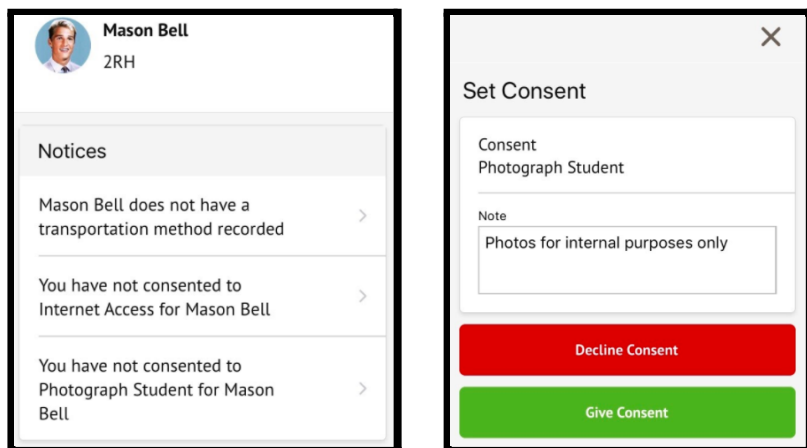 Mason Bell
2RH
Notices
Mason Bell does not have a
transportation method recorded
You have not consented to
Internet Access for Mason Bell
You have not consented to
Photograph Student for Mason
Bell
Set Consent
Consent
Photograph Student
Note
Photos for internal purposes only
Decline Consent
Give Consent